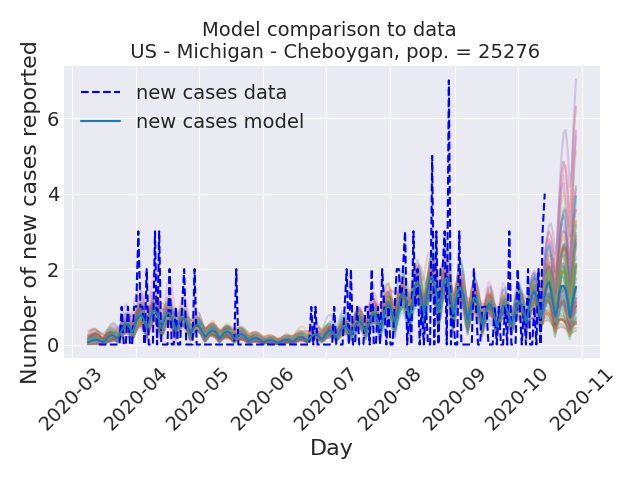 Model comparison to data
US - Michigan - Cheboygan, pop. = 25276
Number of new cases reported
6
4
2
0
new cases data
new cases model
2020-03
2020-04
2020-05
2020-06
2020-07
2020-08
2020-09
2020-10
2020-11
Day